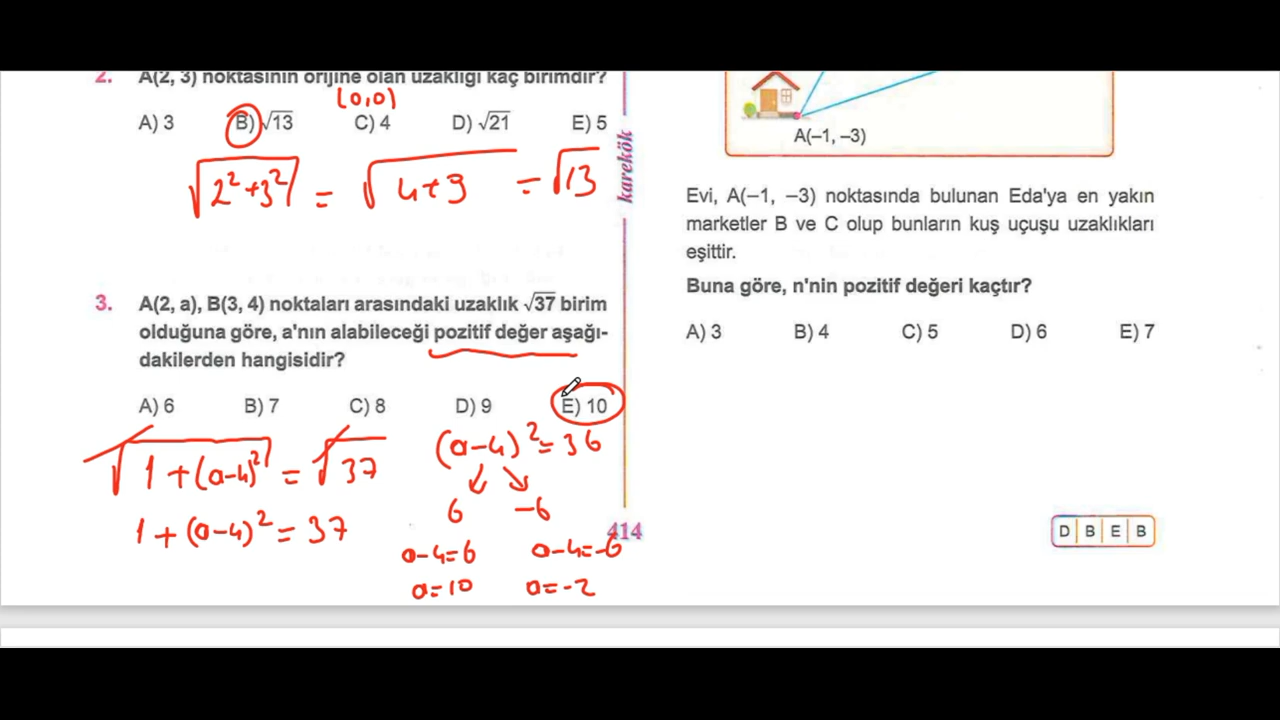 2. A(2, 3) noktasının orijine olan uzaklığı kaç birimdir?
(0,0)
A) 3 B) √13 C) 4 D) √21 E) 5
√2²+3² = √4+9 = √13
3. A(2, a), B(3, 4) noktaları arasındaki uzaklık √37 birim
olduğuna göre, a'nın alabileceği pozitif değer aşağı-
dakilerden hangisidir?
A) 6 B) 7 C) 8 D) 9 E) 10
√1+(a-4)² = √37
1+(a-4)² = 37
(a-4)² = 36
6 -6
a-4=6 a-4=-6
a=10 a=-2
karekök
414
A(–1, –3)
Evi, A(–1, –3) noktasında bulunan Eda'ya en yakın
marketler B ve C olup bunların kuş uçuşu uzaklıkları
eşittir.
Buna göre, n'nin pozitif değeri kaçtır?
A) 3 B) 4 C) 5 D) 6 E) 7
D B E B